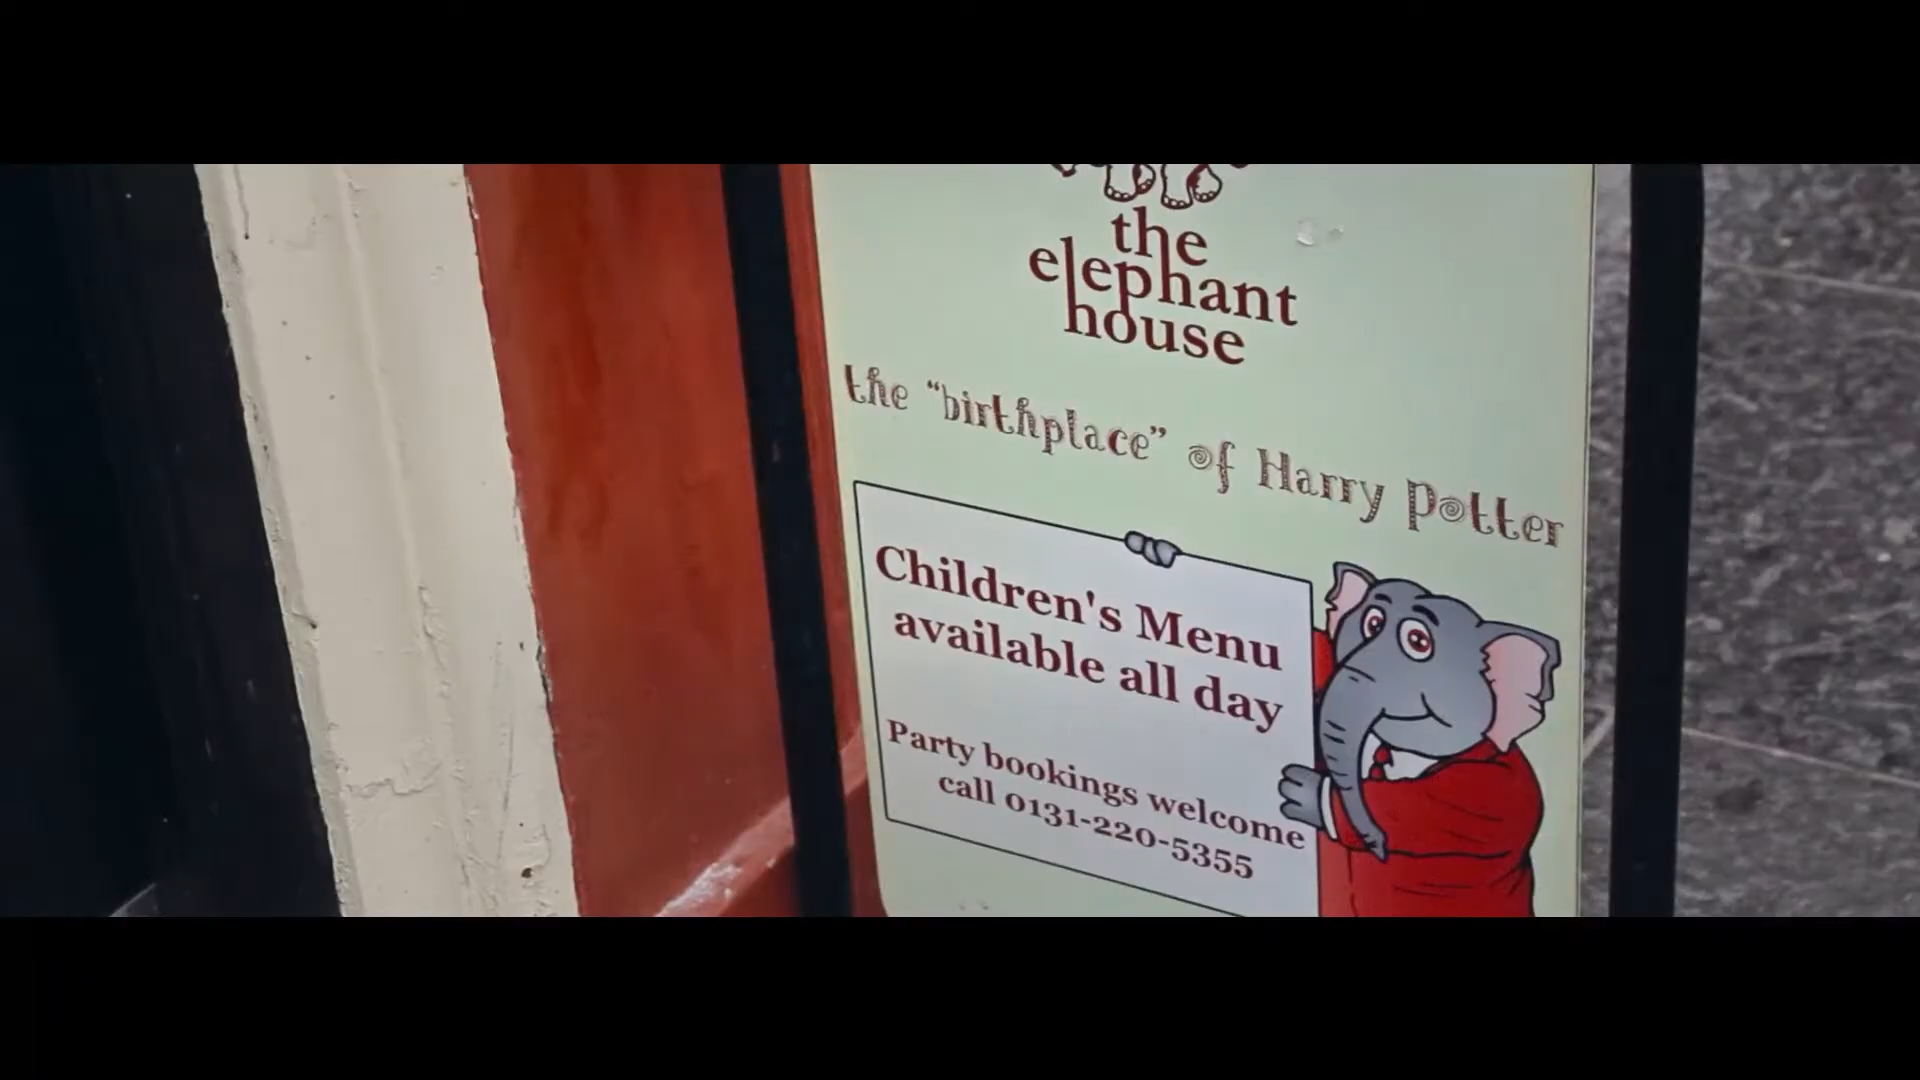 the
elephant
house
the "birthplace" of Harry Potter
Children's Menu
available all day
Party bookings welcome
call 0131-220-5355